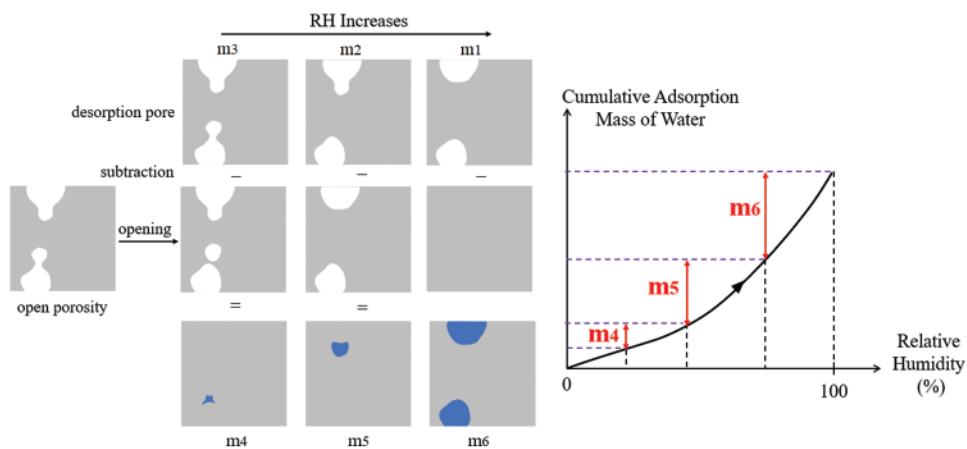 RH Increases
m3
m2
m1
desorption pore
subtraction
–
–
–
opening
open porosity
=
=
m4
m5
m6
Cumulative Adsorption
Mass of Water
m6
m5
m4
Relative
Humidity
(%)
0
100